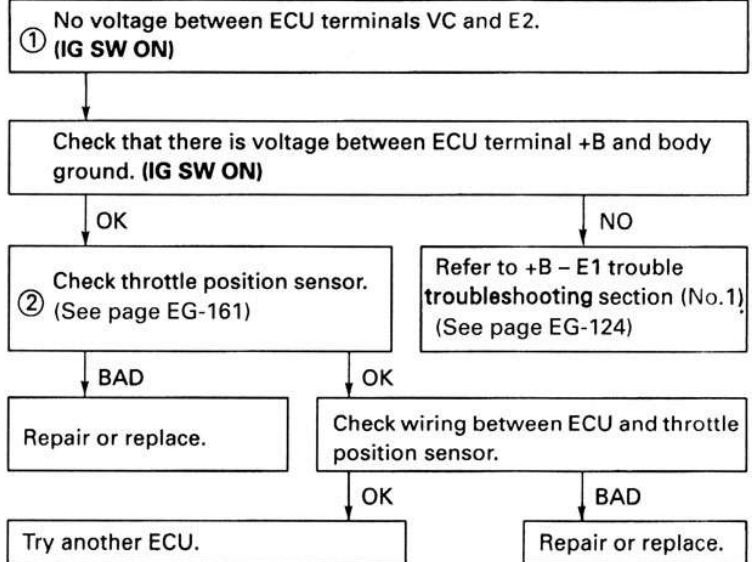 ① No voltage between ECU terminals VC and E2.
(IG SW ON)
Check that there is voltage between ECU terminal +B and body
ground. (IG SW ON)
OK
NO
② Check throttle position sensor.
(See page EG-161)
Refer to +B – E1 trouble
troubleshooting section (No.1)
(See page EG-124)
BAD
OK
Repair or replace.
Check wiring between ECU and throttle
position sensor.
OK
BAD
Try another ECU.
Repair or replace.